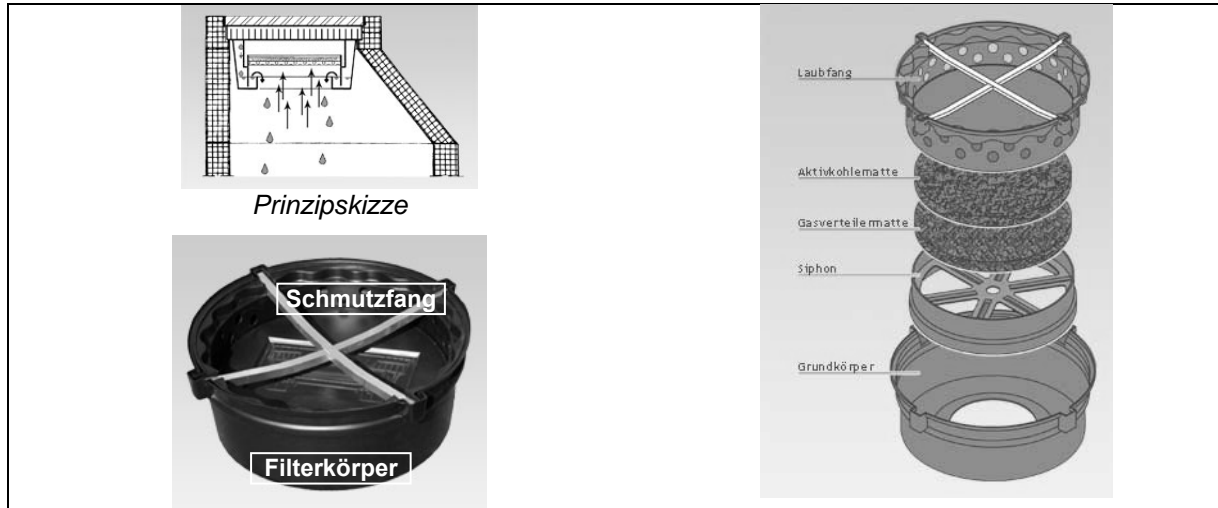 Prinzipskizze
Schmutzfang
Filterkörper
Laubfang
Aktivkohlematte
Gasverteilermatte
Siphon
Grundkörper